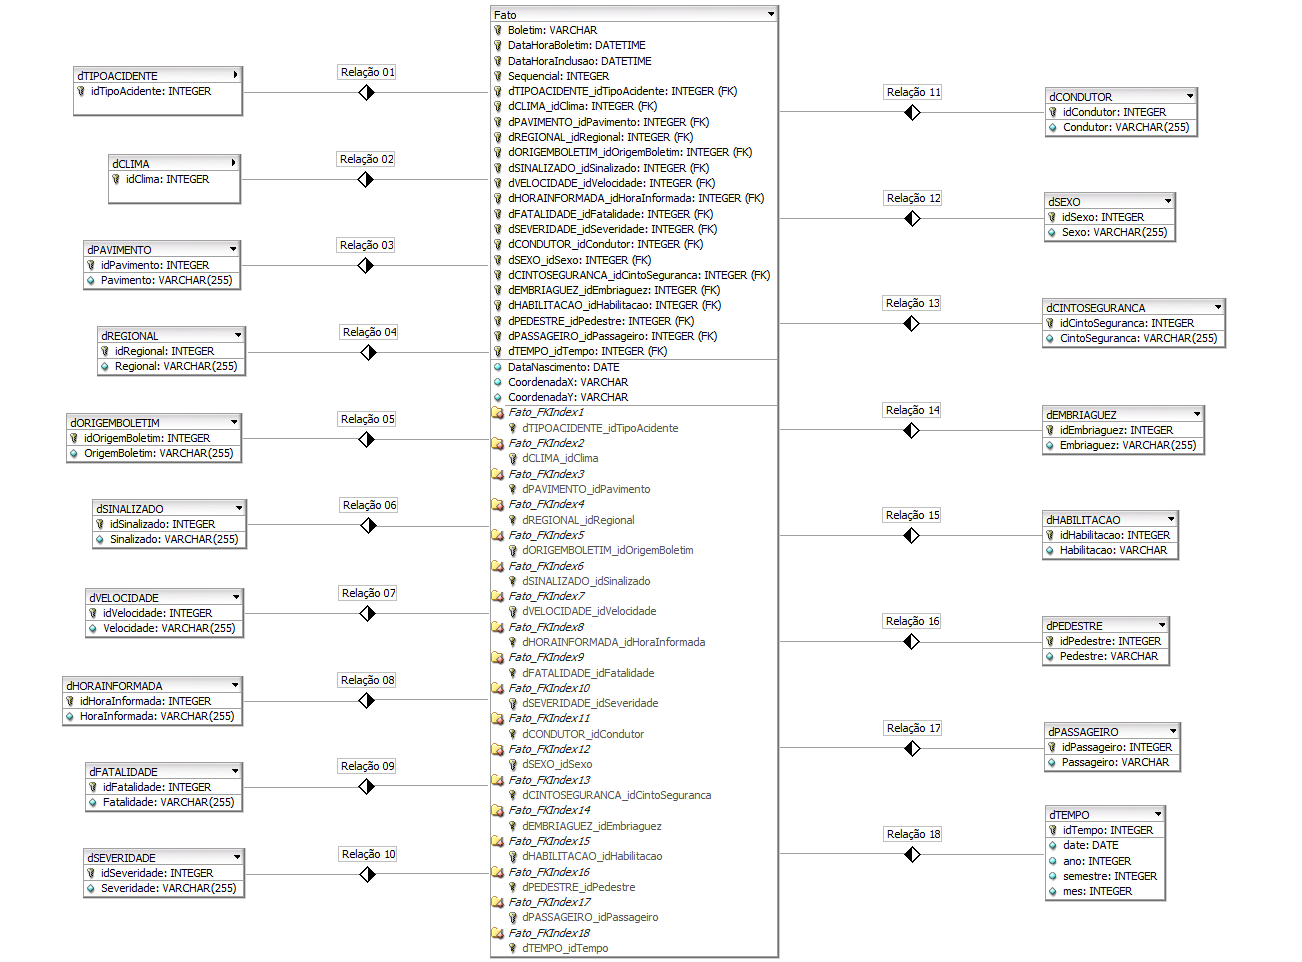 dTIPOACIDENTE
idTipoAcidente: INTEGER
Relação 01
dCLIMA
idClima: INTEGER
Relação 02
dPAVIMENTO
idPavimento: INTEGER
Pavimento: VARCHAR(255)
Relação 03
dREGIONAL
idRegional: INTEGER
Regional: VARCHAR(255)
Relação 04
dORIGEMBOLETIM
idOrigemBoletim: INTEGER
OrigemBoletim: VARCHAR(255)
Relação 05
dSINALIZADO
idSinalizado: INTEGER
Sinalizado: VARCHAR(255)
Relação 06
dVELOCIDADE
idVelocidade: INTEGER
Velocidade: VARCHAR(255)
Relação 07
dHORAINFORMADA
idHoraInformada: INTEGER
HoraInformada: VARCHAR(255)
Relação 08
dFATALIDADE
idFatalidade: INTEGER
Fatalidade: VARCHAR(255)
Relação 09
dSEVERIDADE
idSeveridade: INTEGER
Severidade: VARCHAR(255)
Relação 10
Fato
Boletim: VARCHAR
DataHoraBoletim: DATETIME
DataHoraInclusao: DATETIME
Sequencial: INTEGER
dTIPOACIDENTE_idTipoAcidente: INTEGER (FK)
dCLIMA_idClima: INTEGER (FK)
dPAVIMENTO_idPavimento: INTEGER (FK)
dREGIONAL_idRegional: INTEGER (FK)
dORIGEMBOLETIM_idOrigemBoletim: INTEGER (FK)
dSINALIZADO_idSinalizado: INTEGER (FK)
dVELOCIDADE_idVelocidade: INTEGER (FK)
dHORAINFORMADA_idHoraInformada: INTEGER (FK)
dFATALIDADE_idFatalidade: INTEGER (FK)
dSEVERIDADE_idSeveridade: INTEGER (FK)
dCONDUTOR_idCondutor: INTEGER (FK)
dSEXO_idSexo: INTEGER (FK)
dCINTOSEGURANCA_idCintoSeguranca: INTEGER (FK)
dEMBRIAGUEZ_idEmbriaguez: INTEGER (FK)
dHABILITACAO_idHabilitacao: INTEGER (FK)
dPEDESTRE_idPedestre: INTEGER (FK)
dPASSAGEIRO_idPassageiro: INTEGER (FK)
dTEMPO_idTempo: INTEGER (FK)
DataNascimento: DATE
CoordenadaX: VARCHAR
CoordenadaY: VARCHAR
Fato_FKIndex1
dTIPOACIDENTE_idTipoAcidente
Fato_FKIndex2
dCLIMA_idClima
Fato_FKIndex3
dPAVIMENTO_idPavimento
Fato_FKIndex4
dREGIONAL_idRegional
Fato_FKIndex5
dORIGEMBOLETIM_idOrigemBoletim
Fato_FKIndex6
dSINALIZADO_idSinalizado
Fato_FKIndex7
dVELOCIDADE_idVelocidade
Fato_FKIndex8
dHORAINFORMADA_idHoraInformada
Fato_FKIndex9
dFATALIDADE_idFatalidade
Fato_FKIndex10
dSEVERIDADE_idSeveridade
Fato_FKIndex11
dCONDUTOR_idCondutor
Fato_FKIndex12
dSEXO_idSexo
Fato_FKIndex13
dCINTOSEGURANCA_idCintoSeguranca
Fato_FKIndex14
dEMBRIAGUEZ_idEmbriaguez
Fato_FKIndex15
dHABILITACAO_idHabilitacao
Fato_FKIndex16
dPEDESTRE_idPedestre
Fato_FKIndex17
dPASSAGEIRO_idPassageiro
Fato_FKIndex18
dTEMPO_idTempo
Relação 11
dCONDUTOR
idCondutor: INTEGER
Condutor: VARCHAR(255)
Relação 12
dSEXO
idSexo: INTEGER
Sexo: VARCHAR(255)
Relação 13
dCINTOSEGURANCA
idCintoSeguranca: INTEGER
CintoSeguranca: VARCHAR(255)
Relação 14
dEMBRIAGUEZ
idEmbriaguez: INTEGER
Embriaguez: VARCHAR(255)
Relação 15
dHABILITACAO
idHabilitacao: INTEGER
Habilitacao: VARCHAR
Relação 16
dPEDESTRE
idPedestre: INTEGER
Pedestre: VARCHAR
Relação 17
dPASSAGEIRO
idPassageiro: INTEGER
Passageiro: VARCHAR
Relação 18
dTEMPO
idTempo: INTEGER
date: DATE
ano: INTEGER
semestre: INTEGER
mes: INTEGER